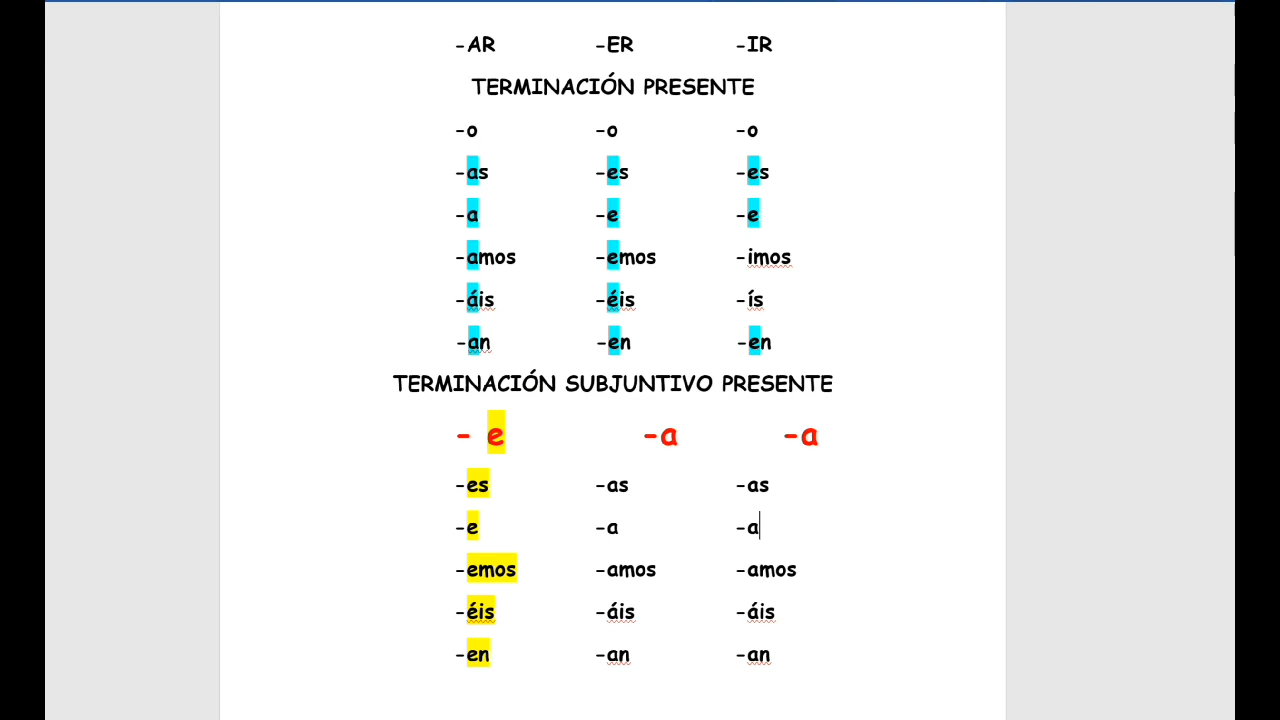 -AR -ER -IR
TERMINACIÓN PRESENTE
-o -o -o
-as -es -es
-a -e -e
-amos -emos -imos
-áis -éis -ís
-an -en -en
TERMINACIÓN SUBJUNTIVO PRESENTE
- e -a -a
-es -as -as
-e -a -a
-emos -amos -amos
-éis -áis -áis
-en -an -an